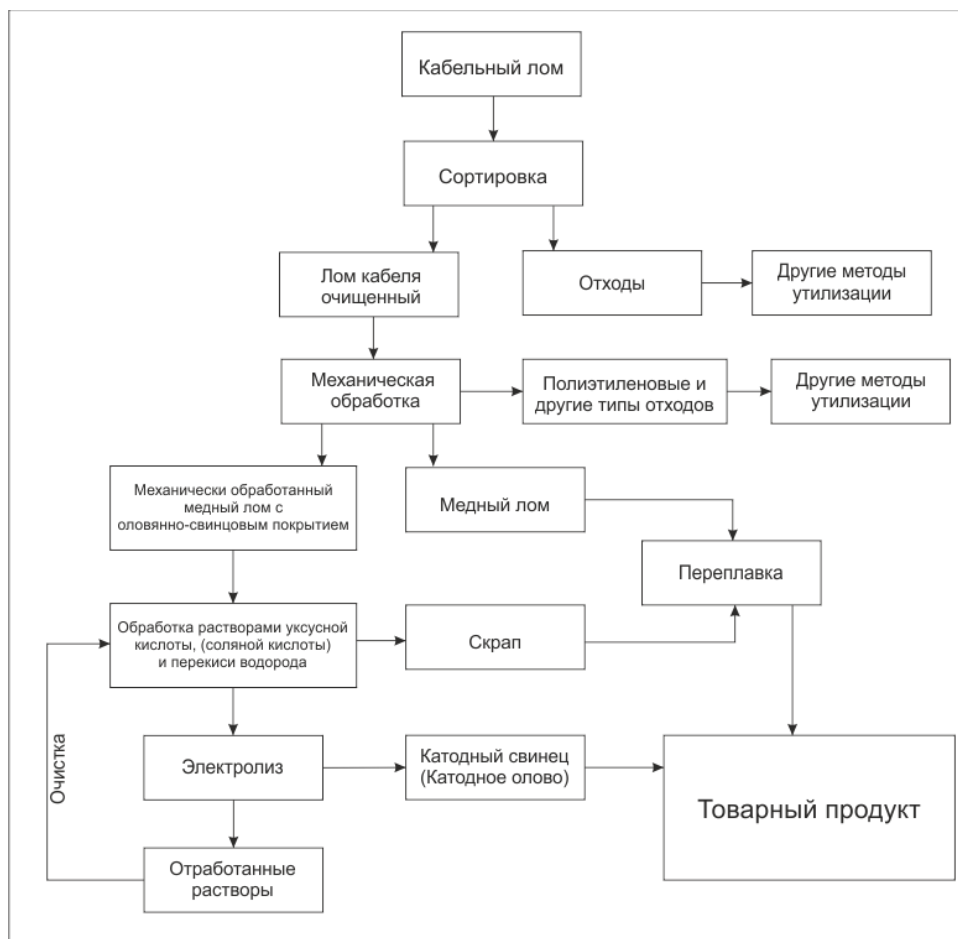 Кабельный лом
Сортировка
Лом кабеля
очищенный
Отходы
Другие методы
утилизации
Механическая
обработка
Полиэтиленовые и
другие типы отходов
Другие методы
утилизации
Механически обработанный
медный лом с
оловянно-свинцовым покрытием
Медный лом
Переплавка
Обработка растворами уксусной
кислоты, (соляной кислоты)
и перекиси водорода
Скрап
Очистка
Электролиз
Катодный свинец
(Катодное олово)
Товарный продукт
Отработанные
растворы